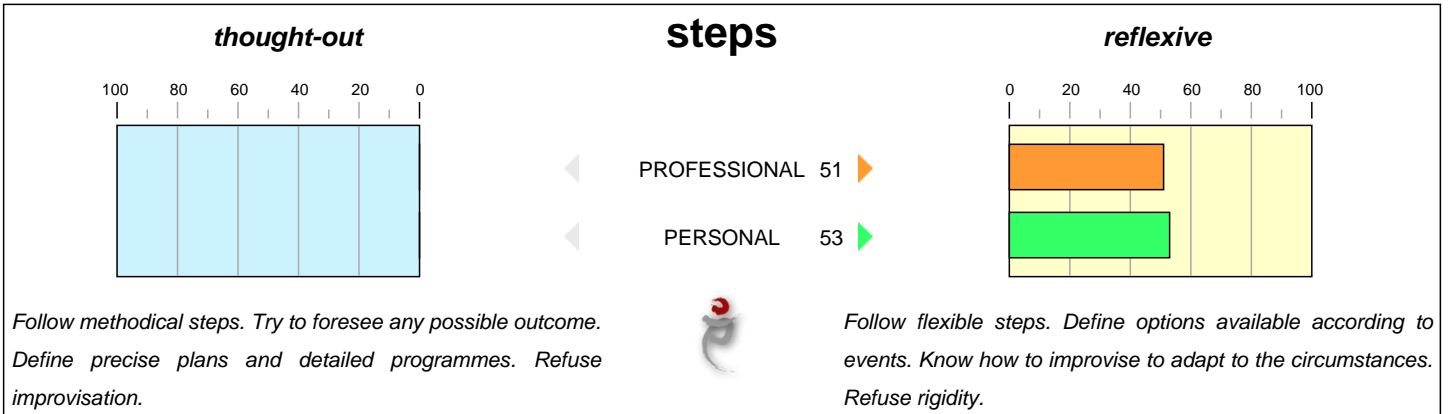 steps
thought-out
reflexive
100 80 60 40 20 0
0 20 40 60 80 100
PROFESSIONAL 51
PERSONAL 53
Follow methodical steps. Try to foresee any possible outcome.
Define precise plans and detailed programmes. Refuse
improvisation.
Follow flexible steps. Define options available according to
events. Know how to improvise to adapt to the circumstances.
Refuse rigidity.